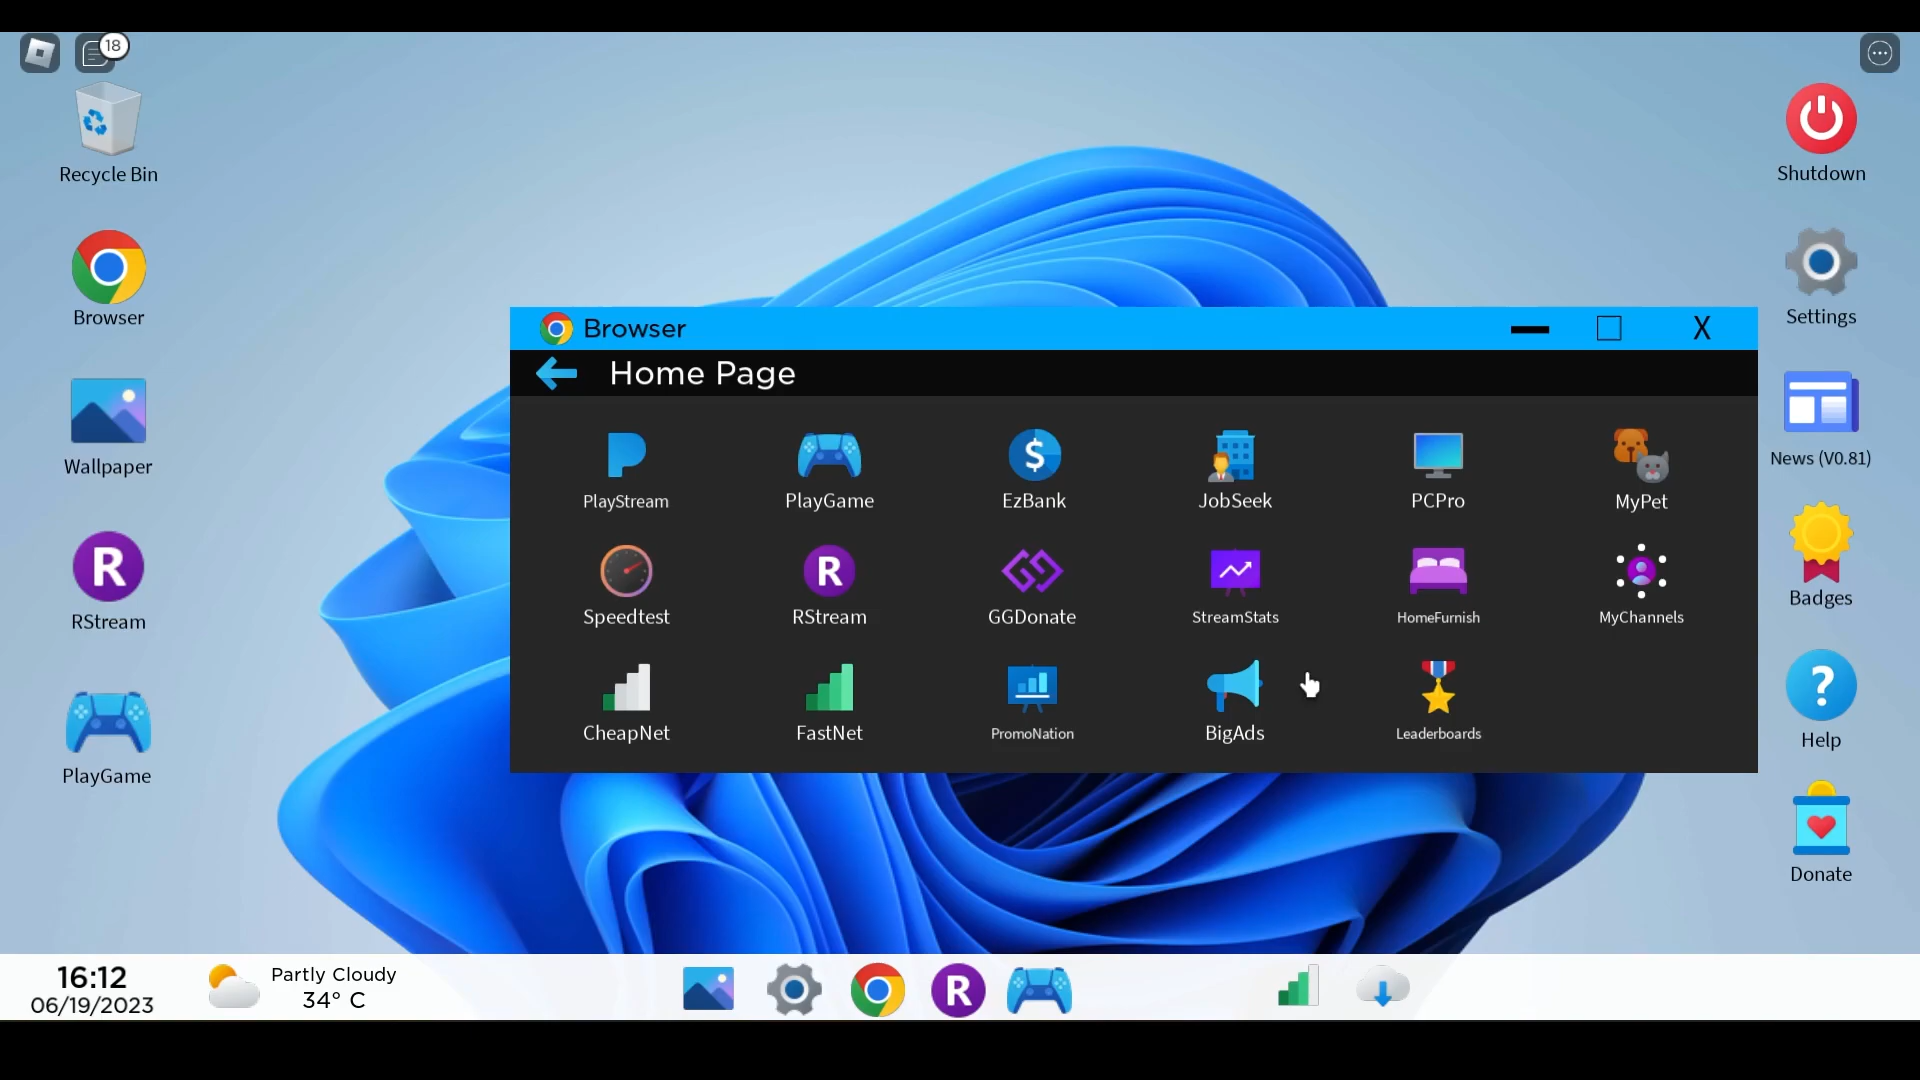 18
Recycle Bin
Browser
Wallpaper
R
RStream
PlayGame
Browser
X
Home Page
PlayStream
PlayGame
$
EzBank
JobSeek
PCPro
MyPet
Speedtest
R
RStream
GGDonate
StreamStats
HomeFurnish
MyChannels
CheapNet
FastNet
PromoNation
BigAds
Leaderboards
Shutdown
Settings
News (V0.81)
Badges
?
Help
Donate
16:12
06/19/2023
Partly Cloudy
34° C
R